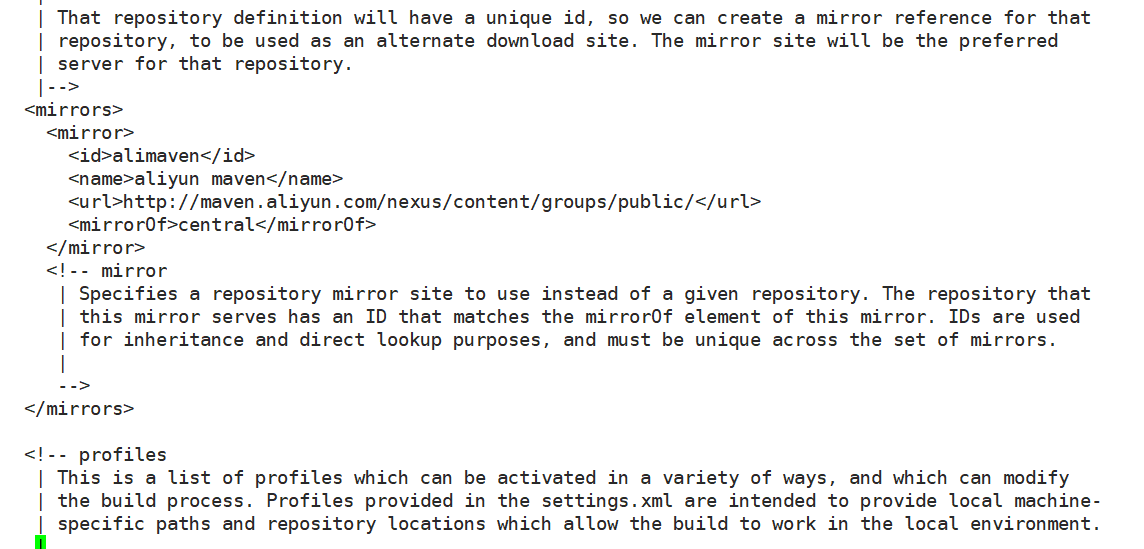 | That repository definition will have a unique id, so we can create a mirror reference for that
| repository, to be used as an alternate download site. The mirror site will be the preferred
| server for that repository.
|-->
<mirrors>
<mirror>
<id>alimaven</id>
<name>aliyun maven</name>
<url>http://maven.aliyun.com/nexus/content/groups/public/</url>
<mirrorOf>central</mirrorOf>
</mirror>
<!-- mirror
| Specifies a repository mirror site to use instead of a given repository. The repository that
| this mirror serves has an ID that matches the mirrorOf element of this mirror. IDs are used
| for inheritance and direct lookup purposes, and must be unique across the set of mirrors.
|
-->
</mirrors>
<!-- profiles
| This is a list of profiles which can be activated in a variety of ways, and which can modify
| the build process. Profiles provided in the settings.xml are intended to provide local machine-
| specific paths and repository locations which allow the build to work in the local environment.
|